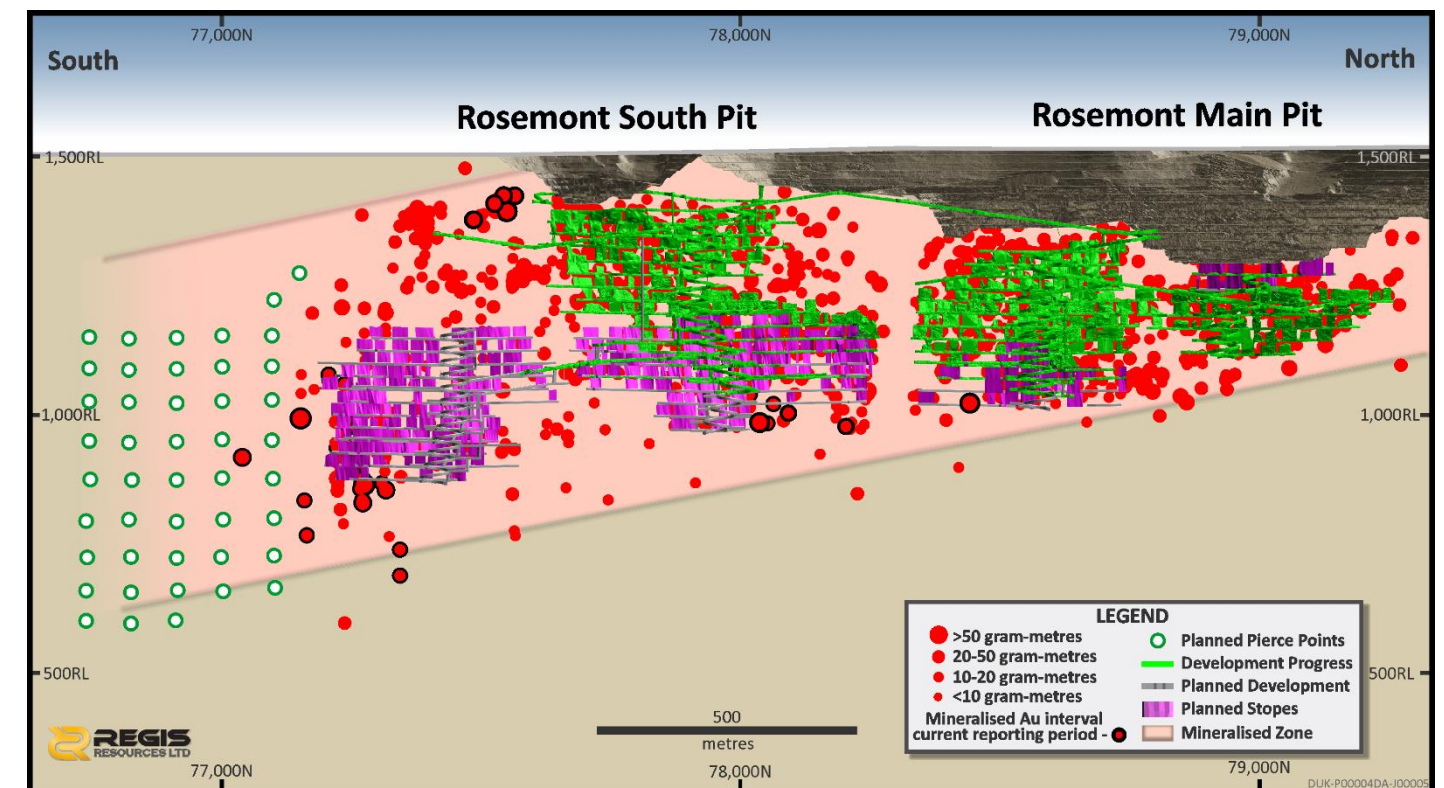 77,000N
78,000N
79,000N
South
North
Rosemont South Pit
Rosemont Main Pit
1,500RL
1,500RL
1,000RL
1,000RL
500RL
500RL
LEGEND
>50 gram-metres
20-50 gram-metres
10-20 gram-metres
<10 gram-metres
Mineralised Au interval
current reporting period -
Planned Pierce Points
Development Progress
Planned Development
Planned Stopes
Mineralised Zone
500
metres
REGIS
RESOURCES LTD
77,000N
78,000N
79,000N
DUK-P00004DA-J00005